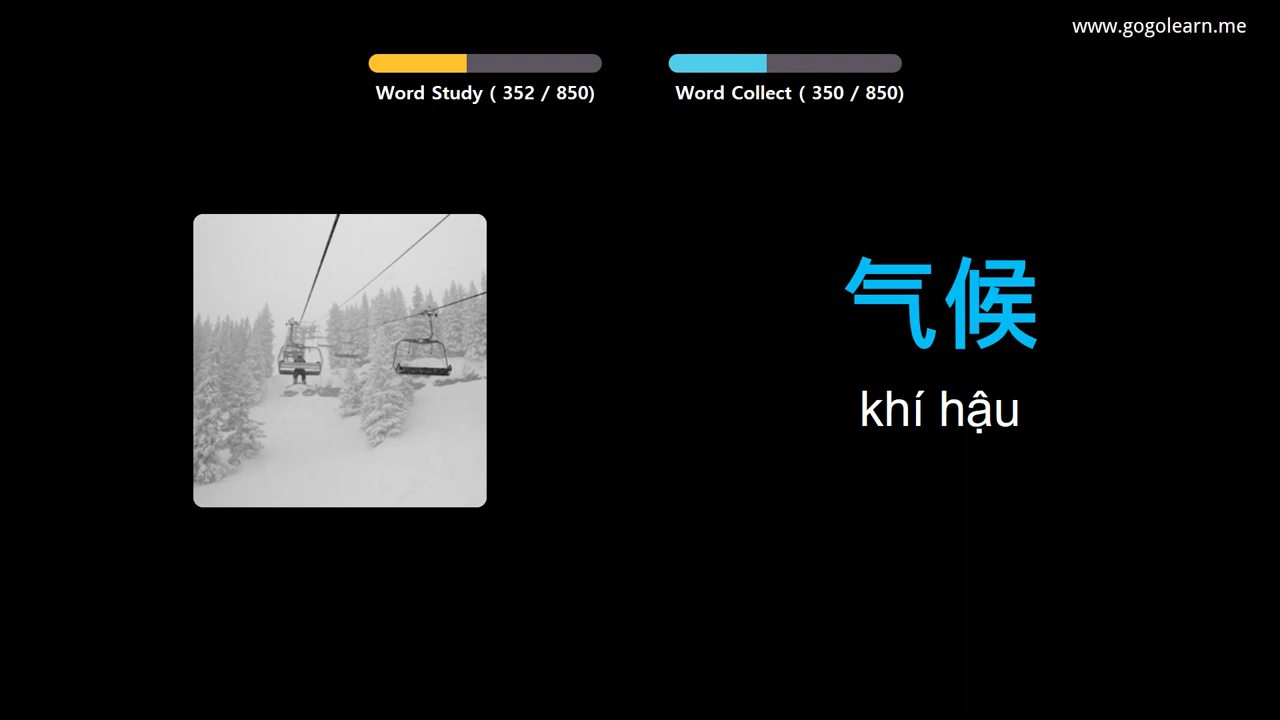 www.gogolearn.me
Word Study ( 352 / 850)
Word Collect ( 350 / 850)
气候
khí hậu